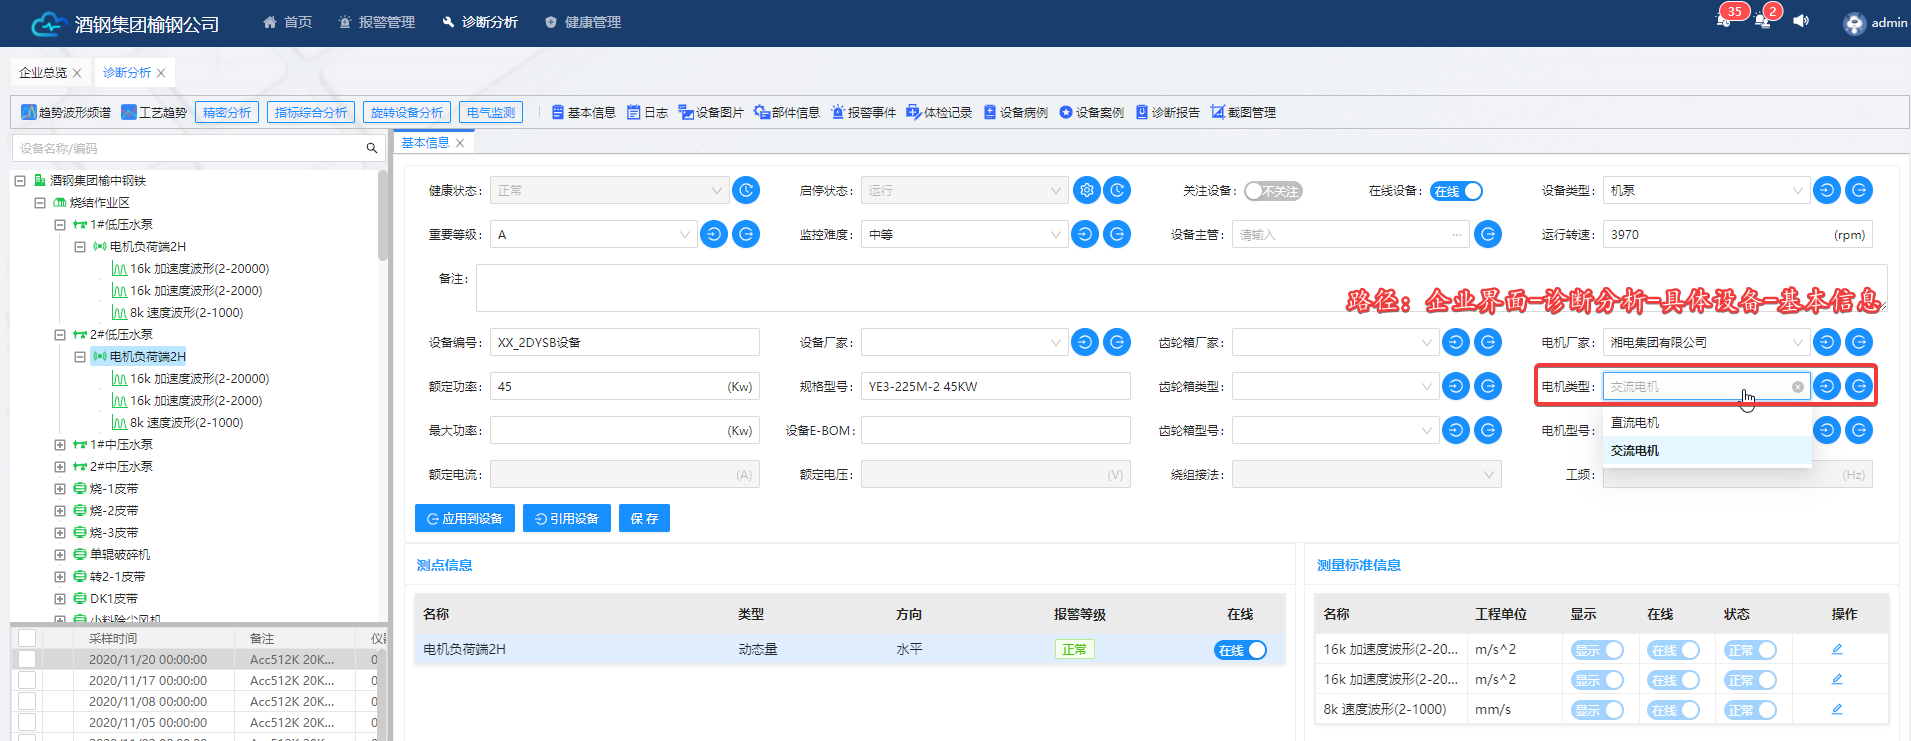 酒钢集团榆钢公司
首页
报警管理
诊断分析
健康管理
35
2
admin
企业总览
诊断分析
趋势波形频谱
工艺趋势
精密分析
指标综合分析
旋转设备分析
电气监测
基本信息
日志
设备图片
部件信息
报警事件
体检记录
设备病例
设备案例
诊断报告
截图管理
设备名称/编码
酒钢集团榆中钢铁
烧结作业区
1#低压水泵
电机负荷端2H
16k 加速度波形(2-20000)
16k 加速度波形(2-2000)
8k 速度波形(2-1000)
2#低压水泵
电机负荷端2H
16k 加速度波形(2-20000)
16k 加速度波形(2-2000)
8k 速度波形(2-1000)
1#中压水泵
2#中压水泵
烧-1皮带
烧-2皮带
烧-3皮带
单辊破碎机
转2-1皮带
DK1皮带
小料除尘风机
采样时间 备注 仪
2020/11/20 00:00:00 Acc512K 20K... 0
2020/11/17 00:00:00 Acc512K 20K... 0
2020/11/08 00:00:00 Acc512K 20K... 0
2020/11/05 00:00:00 Acc512K 20K... 0
基本信息
健康状态: 正常
启停状态: 运行
关注设备: 不关注
在线设备: 在线
设备类型: 机泵
重要等级: A
监控难度: 中等
设备主管: 请输入 ...
运行转速: 3970 (rpm)
备注:
路径：企业界面-诊断分析-具体设备-基本信息
设备编号: XX_2DYSB设备
设备厂家:
齿轮箱厂家:
电机厂家: 湘电集团有限公司
额定功率: 45 (Kw)
规格型号: YE3-225M-2 45KW
齿轮箱类型:
电机类型: 交流电机
直流电机
交流电机
最大功率: (Kw)
设备E-BOM:
齿轮箱型号:
电机型号:
额定电流: (A)
额定电压: (V)
绕组接法:
工频: (Hz)
应用到设备
引用设备
保 存
测点信息
名称 类型 方向 报警等级 在线
电机负荷端2H 动态量 水平 正常 在线
测量标准信息
名称 工程单位 显示 在线 状态 操作
16k 加速度波形(2-20... m/s^2 显示 在线 正常
16k 加速度波形(2-20... m/s^2 显示 在线 正常
8k 速度波形(2-1000) mm/s 显示 在线 正常